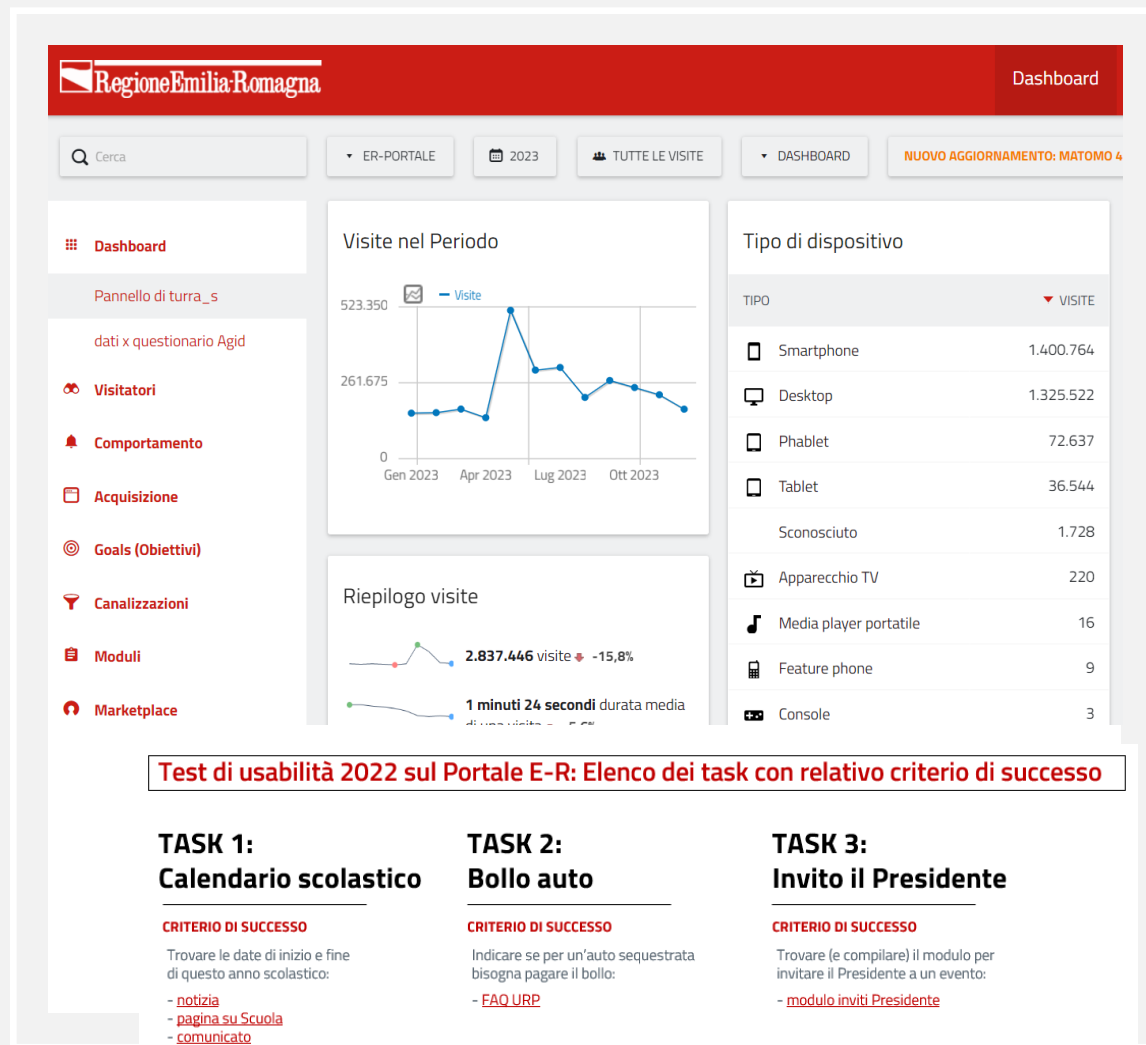 RegioneEmilia-Romagna
Dashboard
Cerca
ER-PORTALE
2023
TUTTE LE VISITE
DASHBOARD
NUOVO AGGIORNAMENTO: MATOMO 4
Dashboard
Pannello di turra_s
dati x questionario Agid
Visitatori
Comportamento
Acquisizione
Goals (Obiettivi)
Canalizzazioni
Moduli
Marketplace
Visite nel Periodo
Visite
523.350
261.675
0
Gen 2023 Apr 2023 Lug 2023 Ott 2023
Riepilogo visite
2.837.446 visite -15,8%
1 minuti 24 secondi durata media
di una visita
Tipo di dispositivo
TIPO VISITE
Smartphone 1.400.764
Desktop 1.325.522
Phablet 72.637
Tablet 36.544
Sconosciuto 1.728
Apparecchio TV 220
Media player portatile 16
Feature phone 9
Console 3
Test di usabilità 2022 sul Portale E-R: Elenco dei task con relativo criterio di successo
TASK 1:
Calendario scolastico
CRITERIO DI SUCCESSO
Trovare le date di inizio e fine
di questo anno scolastico:
- notizia
- pagina su Scuola
- comunicato
TASK 2:
Bollo auto
CRITERIO DI SUCCESSO
Indicare se per un'auto sequestrata
bisogna pagare il bollo:
- FAQ URP
TASK 3:
Invito il Presidente
CRITERIO DI SUCCESSO
Trovare (e compilare) il modulo per
invitare il Presidente a un evento:
- modulo inviti Presidente